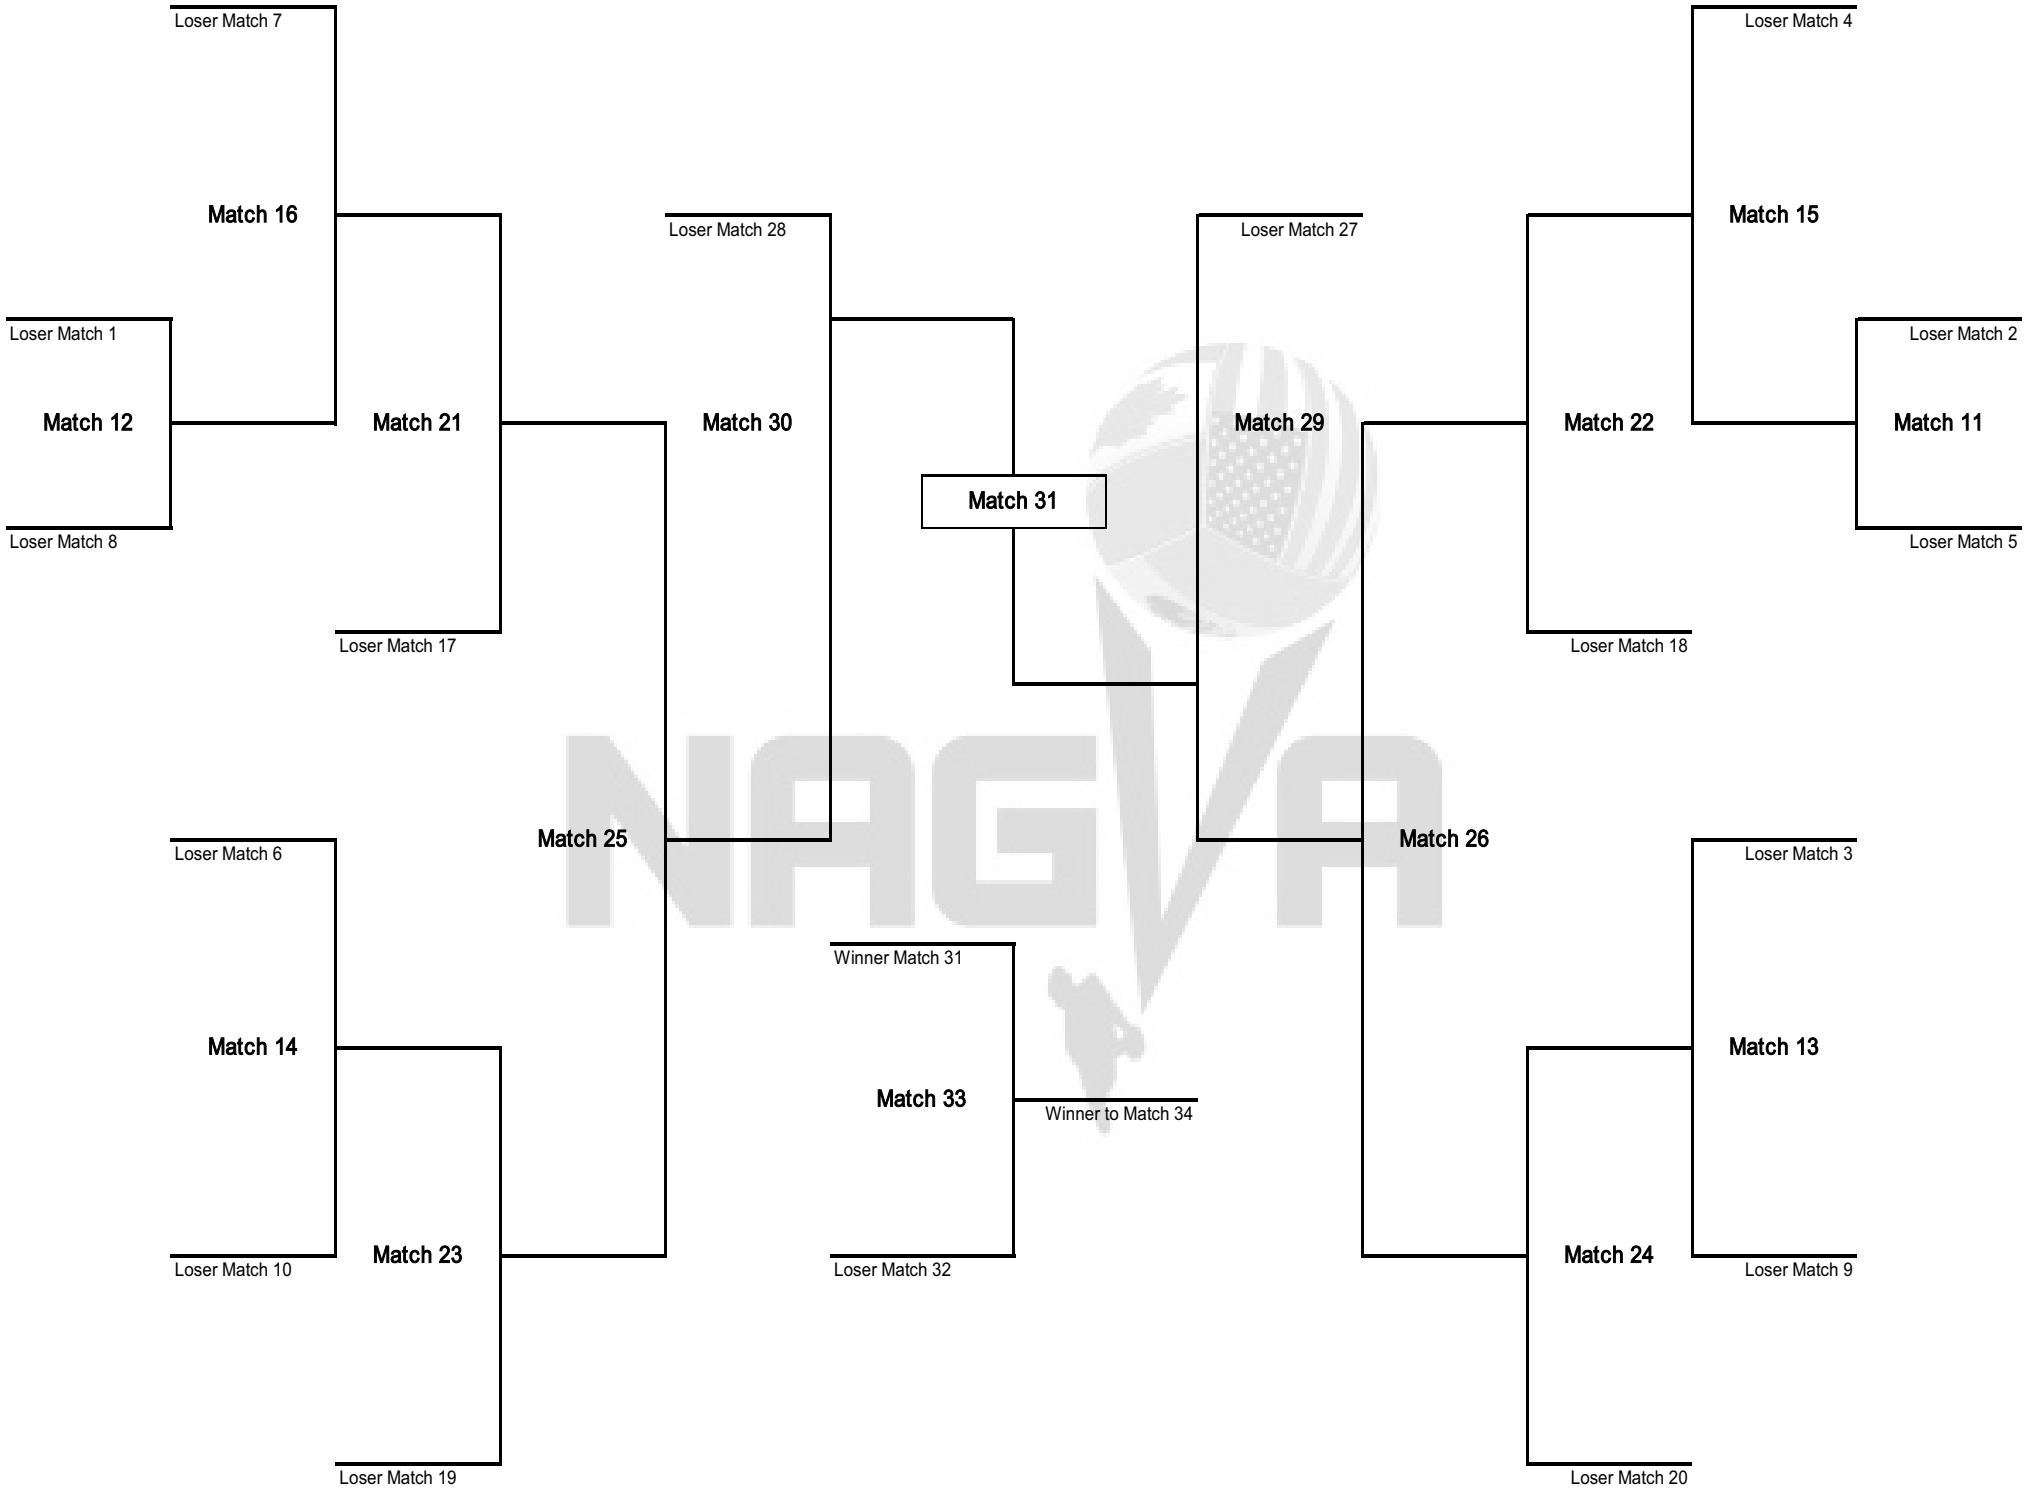 Loser Match 7
Loser Match 4
Match 16
Loser Match 28
Loser Match 27
Match 15
Loser Match 1
Loser Match 2
Match 12
Match 21
Match 30
Match 29
Match 22
Match 11
Match 31
Loser Match 8
Loser Match 5
Loser Match 17
Loser Match 18
NAGVA
Match 25
Match 26
Loser Match 6
Loser Match 3
Winner Match 31
Match 14
Match 13
Match 33
Winner to Match 34
Match 23
Match 24
Loser Match 10
Loser Match 32
Loser Match 9
Loser Match 19
Loser Match 20